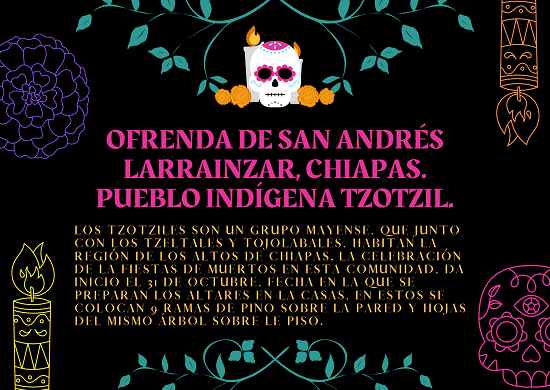 OFRENDA DE SAN ANDRÉS
LARRAINZAR, CHIAPAS.
PUEBLO INDÍGENA TZOTZIL.
LOS TZOTZILES SON UN GRUPO MAYENSE, QUE JUNTO
CON LOS TZELTALES Y TOJOLABALES, HABITAN LA
REGIÓN DE LOS ALTOS DE CHIAPAS. LA CELEBRACIÓN
DE LA FIESTAS DE MUERTOS EN ESTA COMUNIDAD, DA
INICIO EL 31 DE OCTUBRE, FECHA EN LA QUE SE
PREPARAN LOS ALTARES EN LA CASAS, EN ESTOS SE
COLOCAN 9 RAMAS DE PINO SOBRE LA PARED Y HOJAS
DEL MISMO ÁRBOL SOBRE LE PISO.